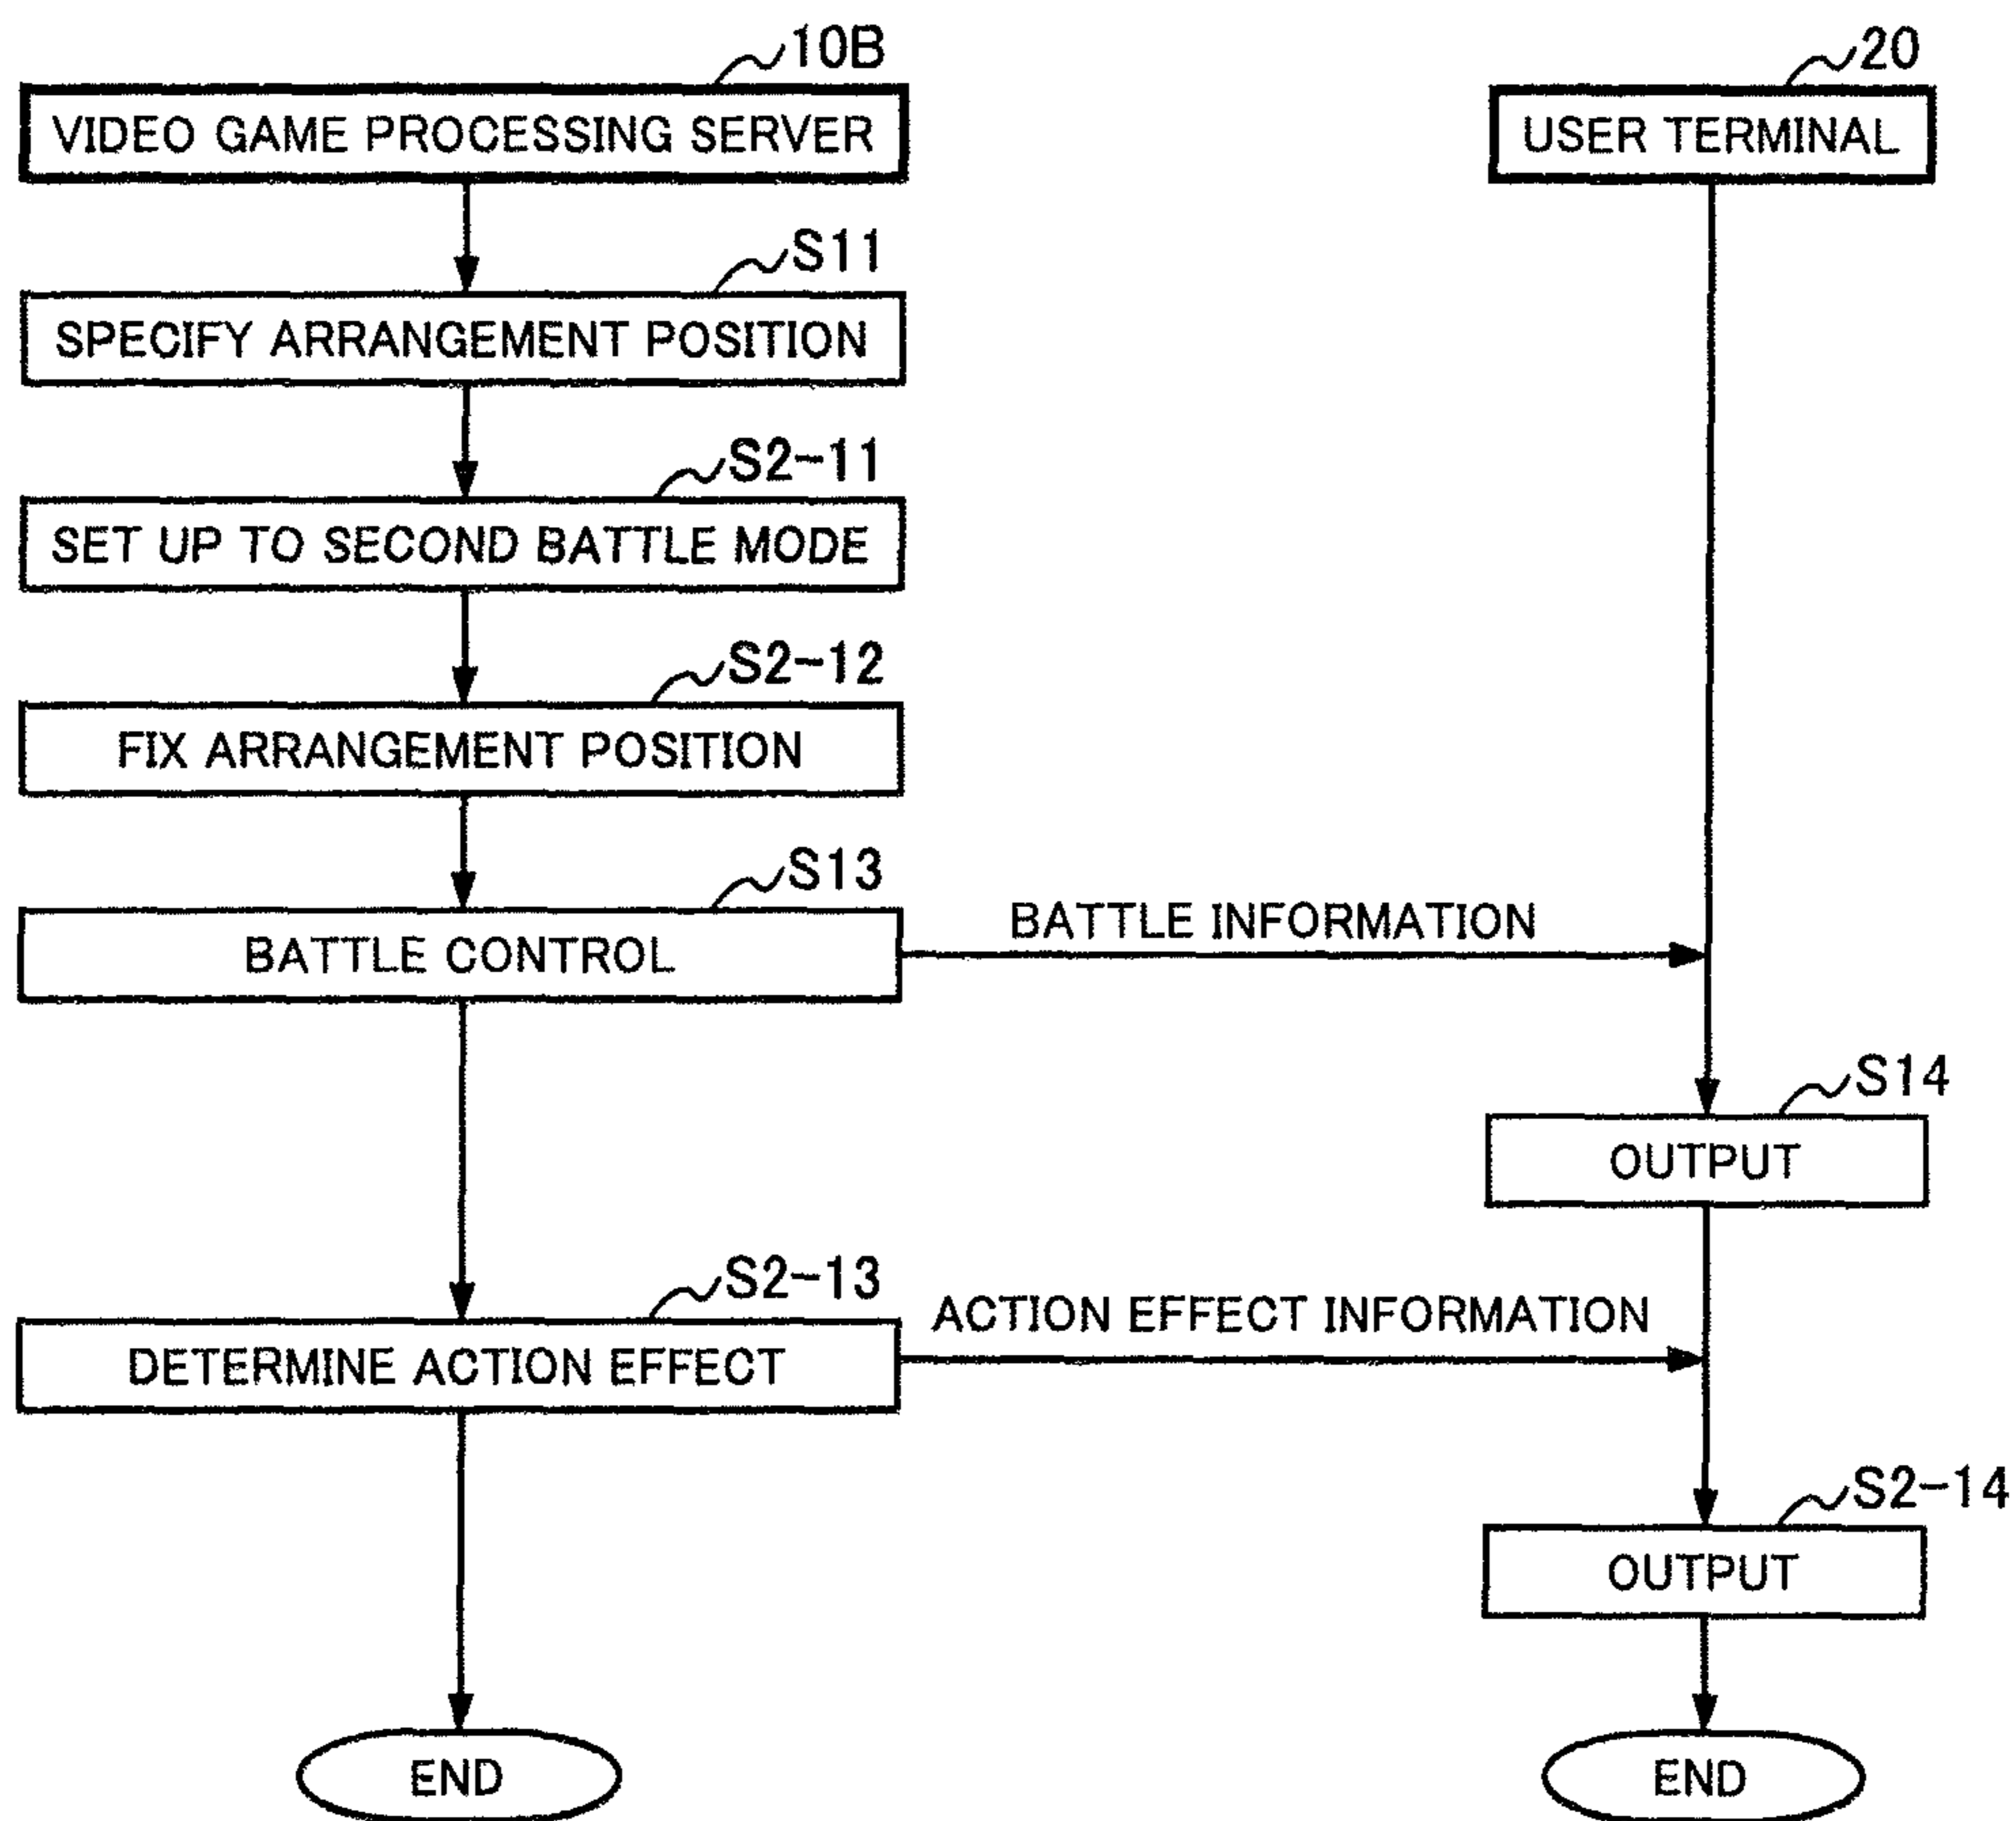 10B
VIDEO GAME PROCESSING SERVER
20
USER TERMINAL
S11
SPECIFY ARRANGEMENT POSITION
S2-11
SET UP TO SECOND BATTLE MODE
S2-12
FIX ARRANGEMENT POSITION
S13
BATTLE CONTROL
BATTLE INFORMATION
S14
OUTPUT
S2-13
DETERMINE ACTION EFFECT
ACTION EFFECT INFORMATION
S2-14
OUTPUT
END
END